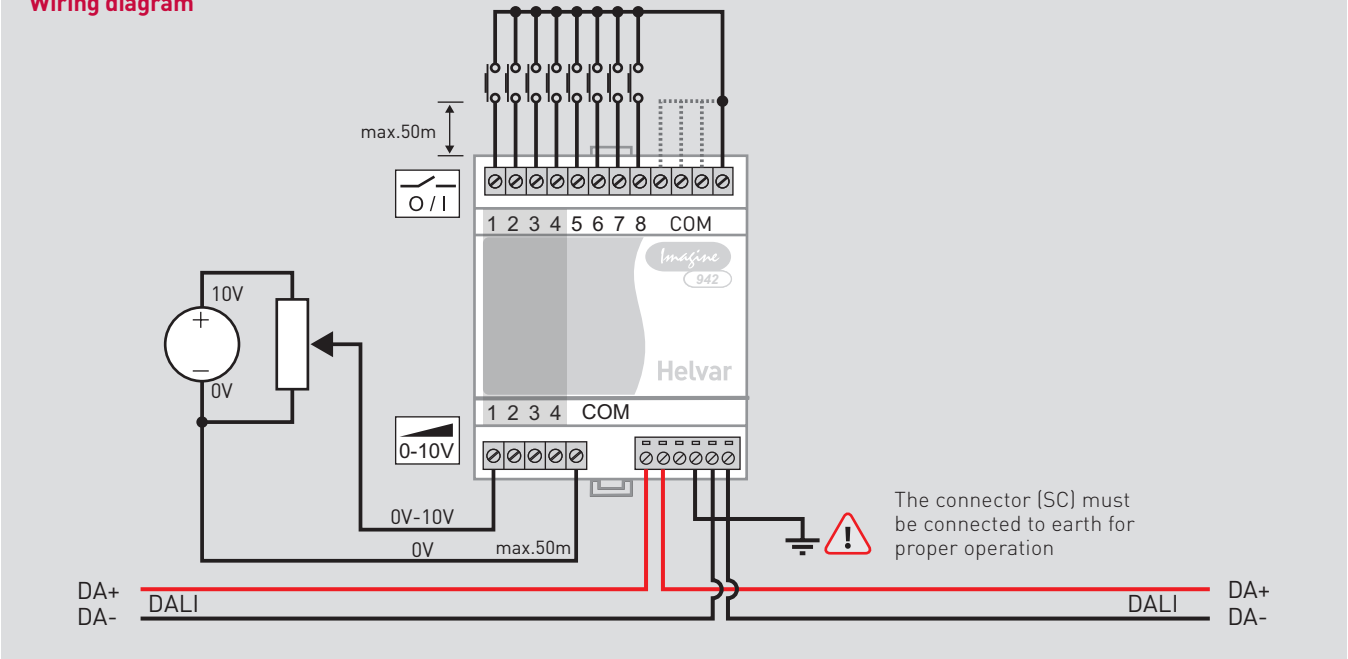 Wiring diagram
max.50m
O / I
1 2 3 4 5 6 7 8 COM
Imagine
942
10V
+
–
0V
Helvar
1 2 3 4 COM
0-10V
0V-10V
0V
max.50m
The connector (SC) must
be connected to earth for
proper operation
!
DA+
DALI
DA-
DA+
DALI
DA-